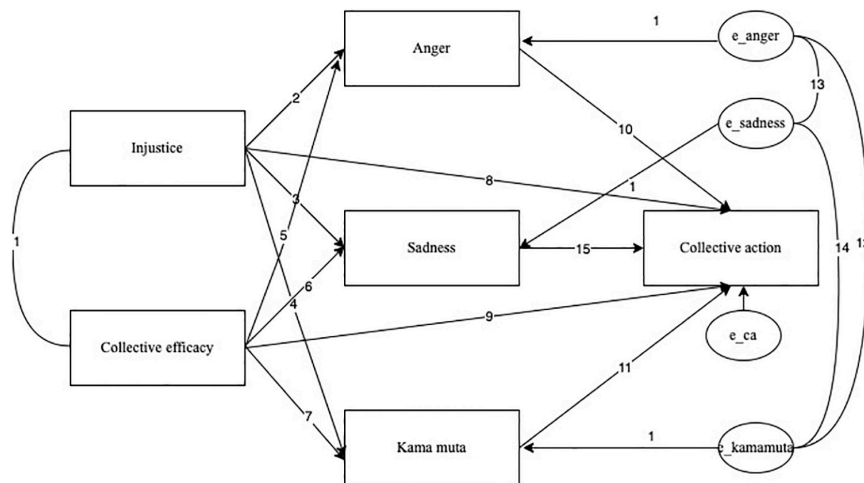 1
e_anger
Anger
13
2
10
e_sadness
Injustice
8
3
1
1
5
Sadness
15
Collective action
14
6
4
9
Collective efficacy
e_ca
11
7
1
Kama muta
e_kamamuta